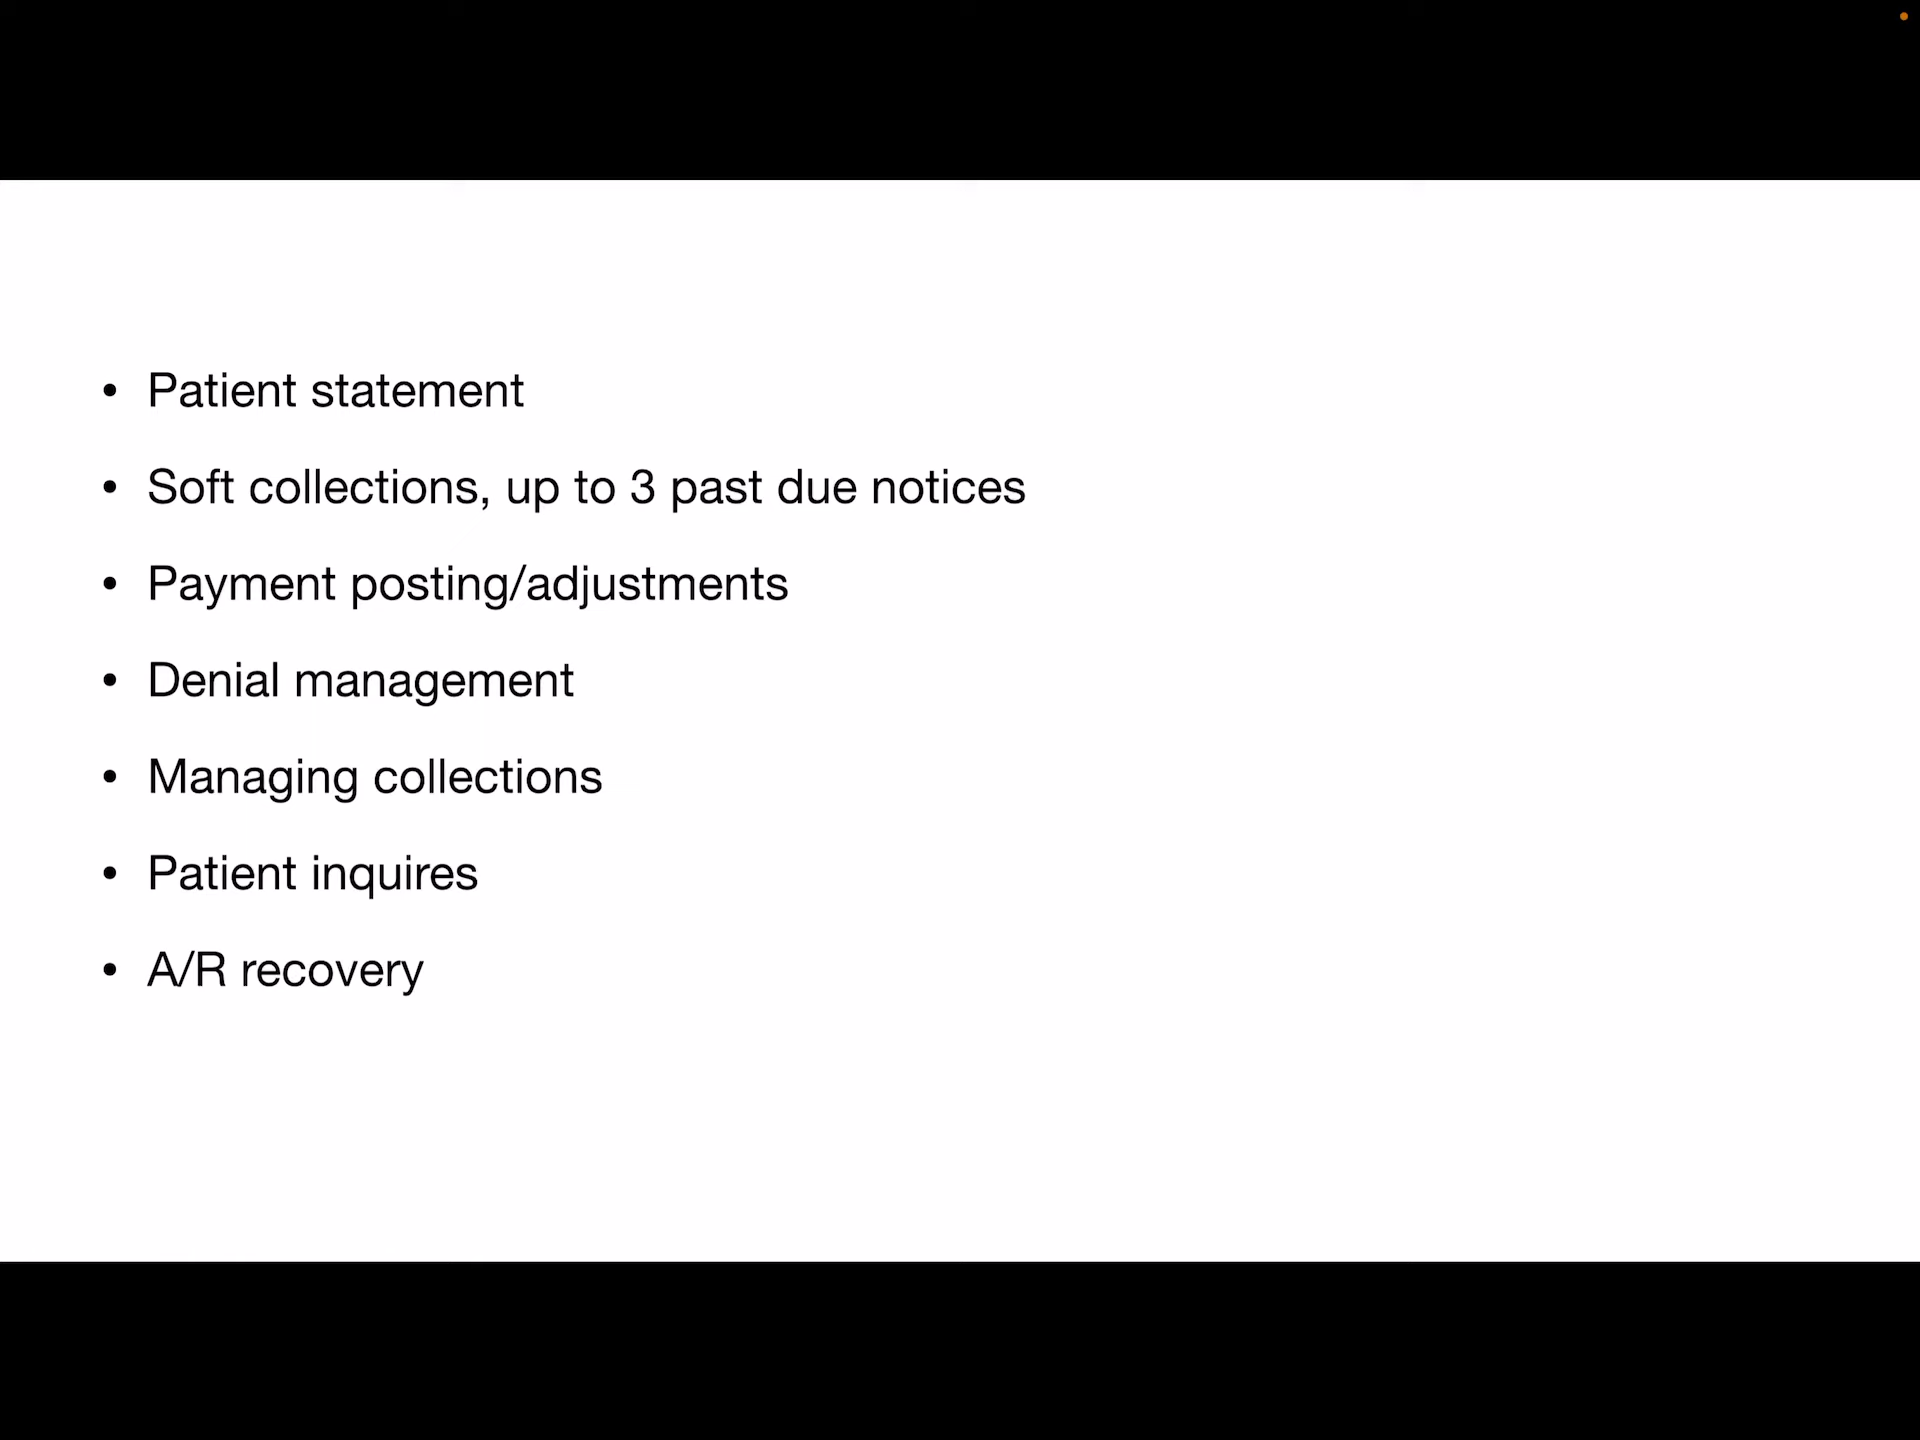 • Patient statement
• Soft collections, up to 3 past due notices
• Payment posting/adjustments
• Denial management
• Managing collections
• Patient inquires
• A/R recovery